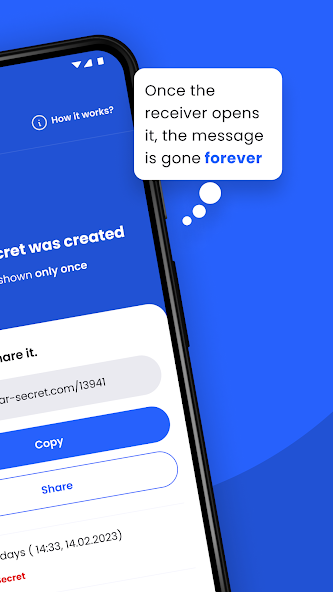 How it works?
Once the
receiver opens
it, the message
is gone forever
cret was created
shown only once
are it.
ar-secret.com/13941
Copy
Share
days ( 14:33, 14.02.2023)
secret